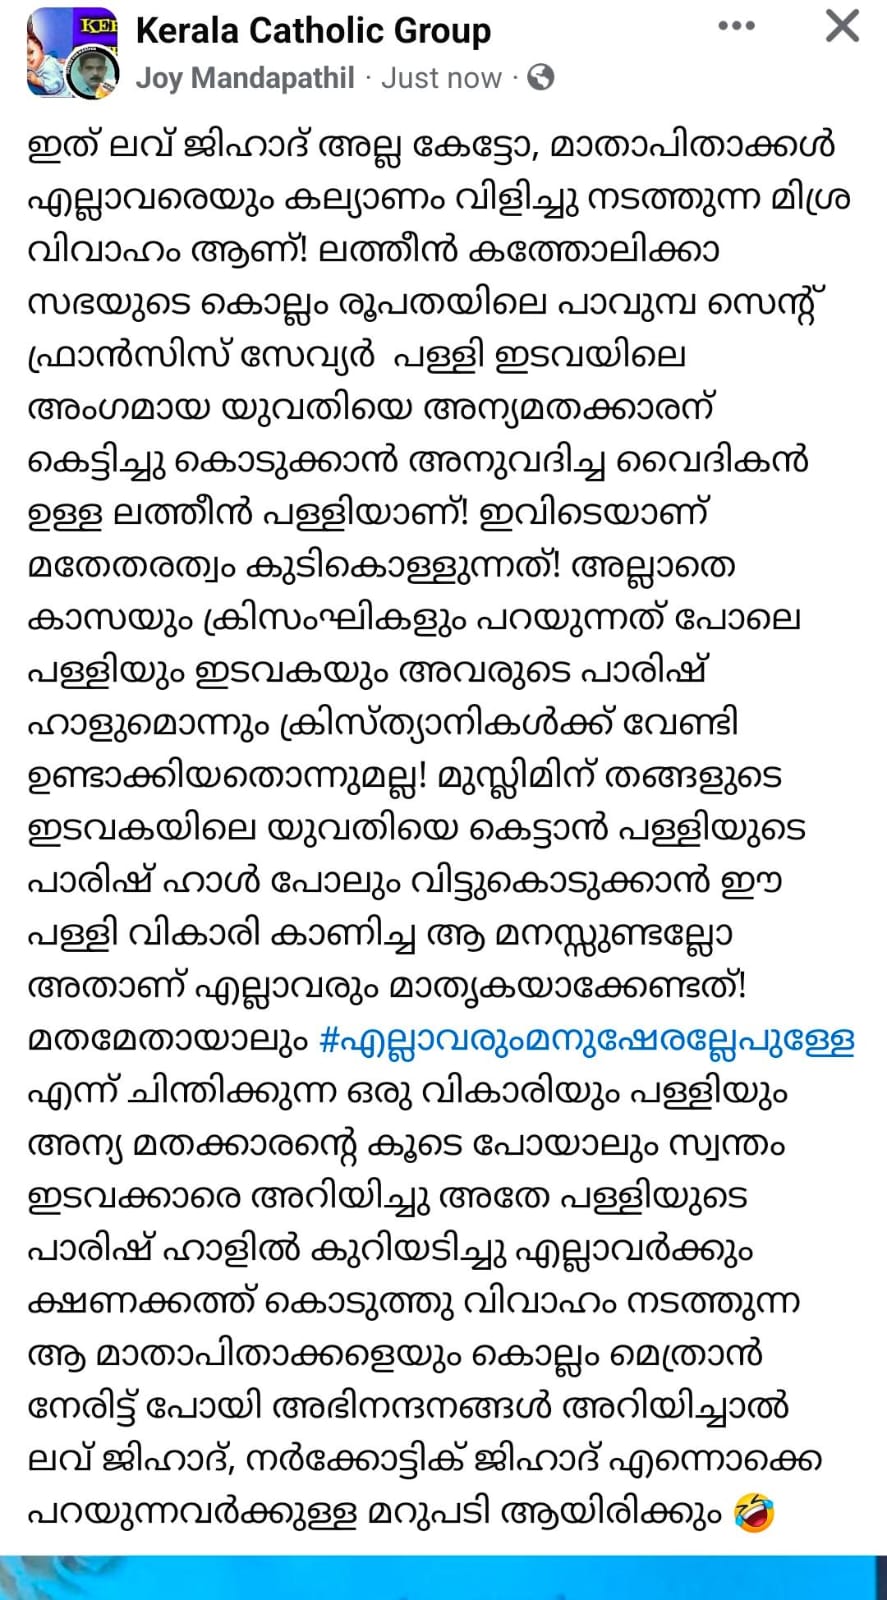 KE
Kerala Catholic Group
Joy Mandapathil · Just now ·
ഇത് ലവ് ജിഹാദ് അല്ല കേട്ടോ, മാതാപിതാക്കൾ
എല്ലാവരെയും കല്യാണം വിളിച്ചു നടത്തുന്ന മിശ്ര
വിവാഹം ആണ്! ലത്തീൻ കത്തോലിക്കാ
സഭയുടെ കൊല്ലം രൂപതയിലെ പാവുമ്പ സെന്റ്
ഫ്രാൻസിസ് സേവ്യർ പള്ളി ഇടവയിലെ
അംഗമായ യുവതിയെ അന്യമതക്കാരന്
കെട്ടിച്ചു കൊടുക്കാൻ അനുവദിച്ച വൈദികൻ
ഉള്ള ലത്തീൻ പള്ളിയാണ്! ഇവിടെയാണ്
മതേതരത്വം കുടികൊള്ളുന്നത്! അല്ലാതെ
കാസയും ക്രിസംഘികളും പറയുന്നത് പോലെ
പള്ളിയും ഇടവകയും അവരുടെ പാരിഷ്
ഹാളുമൊന്നും ക്രിസ്ത്യാനികൾക്ക് വേണ്ടി
ഉണ്ടാക്കിയതൊന്നുമല്ല! മുസ്ലിമിന് തങ്ങളുടെ
ഇടവകയിലെ യുവതിയെ കെട്ടാൻ പള്ളിയുടെ
പാരിഷ് ഹാൾ പോലും വിട്ടുകൊടുക്കാൻ ഈ
പള്ളി വികാരി കാണിച്ച ആ മനസ്സുണ്ടല്ലോ
അതാണ് എല്ലാവരും മാതൃകയാക്കേണ്ടത്!
മതമേതായാലും #എല്ലാവരുംമനുഷേരല്ലേപുള്ളേ
എന്ന് ചിന്തിക്കുന്ന ഒരു വികാരിയും പള്ളിയും
അന്യ മതക്കാരന്റെ കൂടെ പോയാലും സ്വന്തം
ഇടവക്കാരെ അറിയിച്ചു അതേ പള്ളിയുടെ
പാരിഷ് ഹാളിൽ കുറിയടിച്ചു എല്ലാവർക്കും
ക്ഷണക്കത്ത് കൊടുത്തു വിവാഹം നടത്തുന്ന
ആ മാതാപിതാക്കളെയും കൊല്ലം മെത്രാൻ
നേരിട്ട് പോയി അഭിനന്ദനങ്ങൾ അറിയിച്ചാൽ
ലവ് ജിഹാദ്, നർക്കോട്ടിക് ജിഹാദ് എന്നൊക്കെ
പറയുന്നവർക്കുള്ള മറുപടി ആയിരിക്കും 🤣